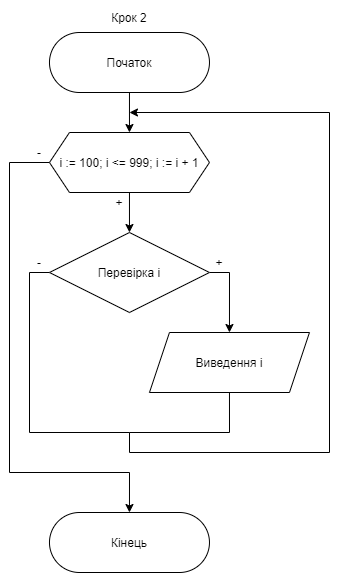 Крок 2
Початок
-
i := 100; i <= 999; i := i + 1
+
-
Перевірка i
+
Виведення i
Кінець